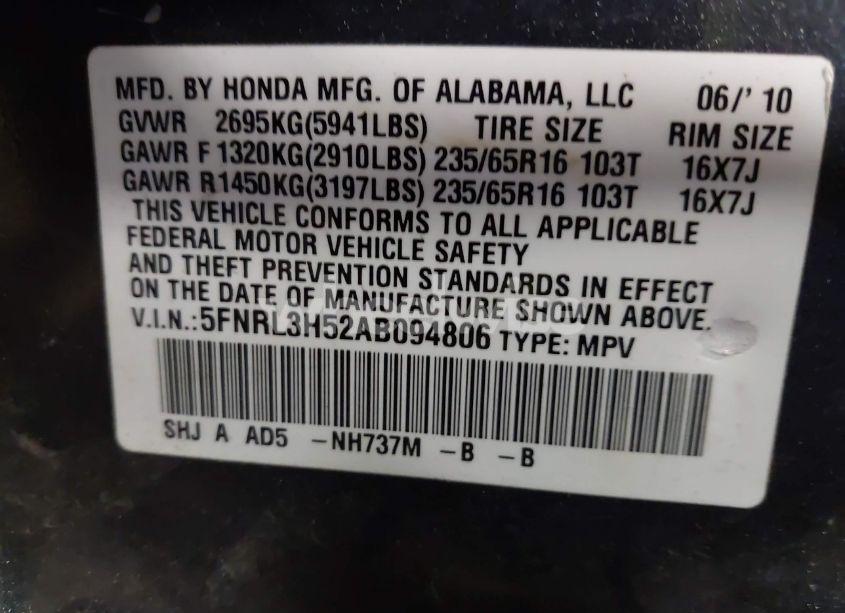 MFD. BY HONDA MFG. OF ALABAMA, LLC 06/' 10
GVWR 2695KG(5941LBS) TIRE SIZE RIM SIZE
GAWR F 1320KG(2910LBS) 235/65R16 103T 16X7J
GAWR R1450KG(3197LBS) 235/65R16 103T 16X7J
THIS VEHICLE CONFORMS TO ALL APPLICABLE
FEDERAL MOTOR VEHICLE SAFETY
AND THEFT PREVENTION STANDARDS IN EFFECT
ON THE DATE OF MANUFACTURE SHOWN ABOVE.
V.I.N.:5FNRL3H52AB094806 TYPE: MPV
SHJ A AD5 -NH737M -B -B